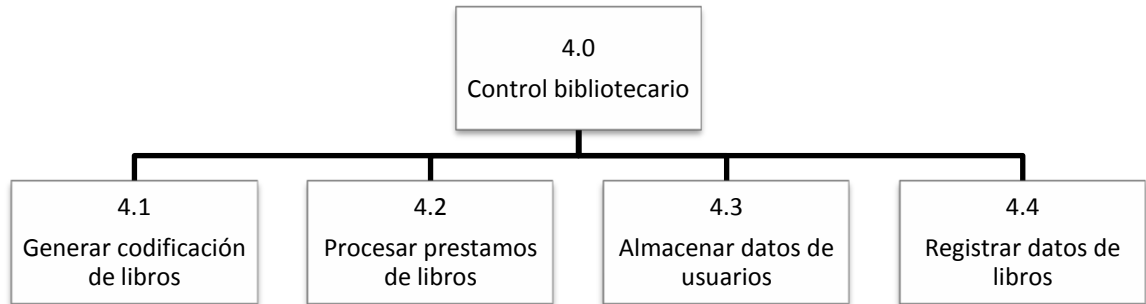 4.0
Control bibliotecario
4.1
Generar codificación
de libros
4.2
Procesar prestamos
de libros
4.3
Almacenar datos de
usuarios
4.4
Registrar datos de
libros